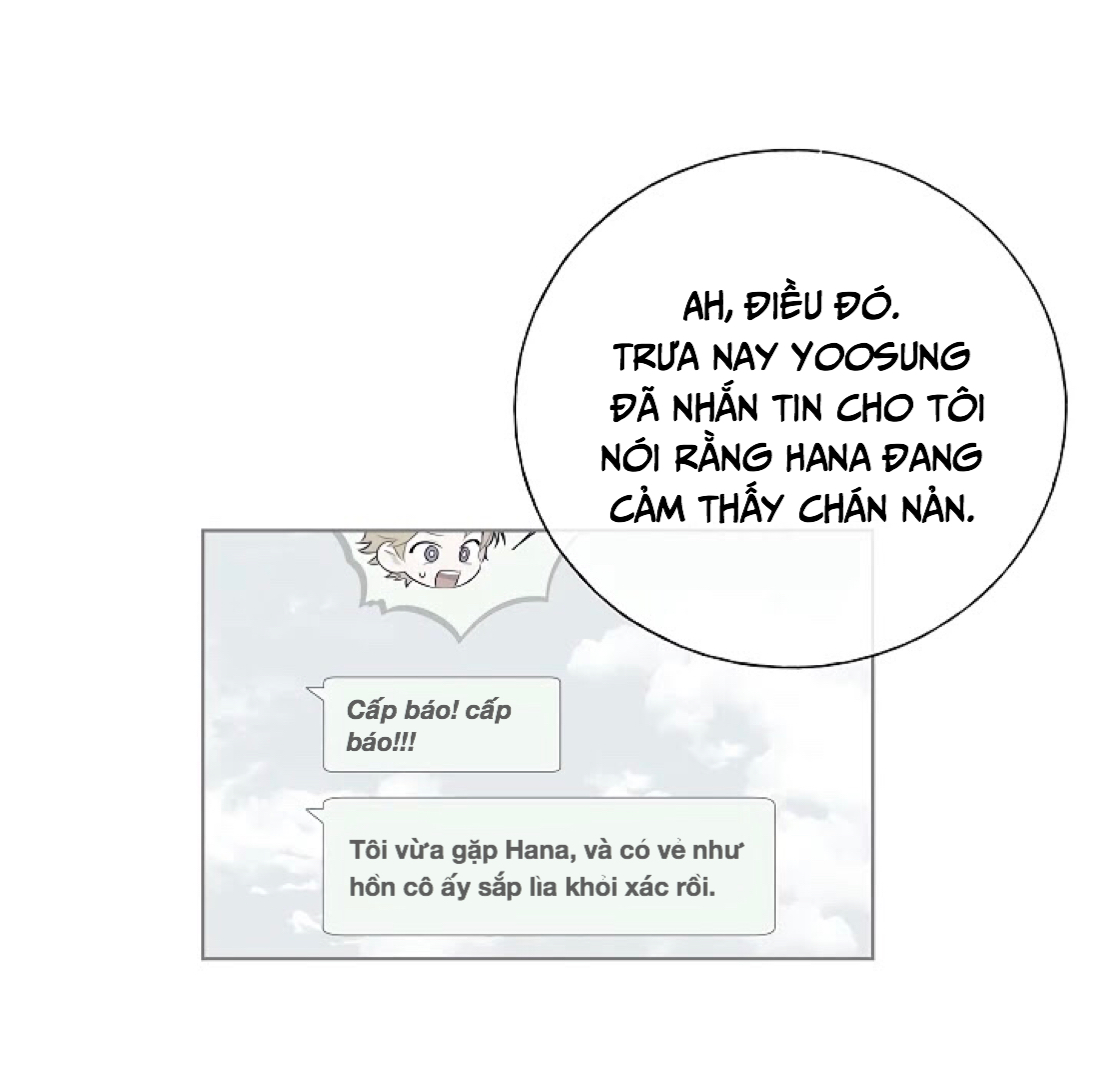 AH, ĐIỀU ĐÓ.
TRƯA NAY YOOSUNG
ĐÃ NHẮN TIN CHO TÔI
NÓI RẰNG HANA ĐANG
CẢM THẤY CHÁN NẢN.
Cấp báo! cấp
báo!!!
Tôi vừa gặp Hana, và có vẻ như
hồn cô ấy sắp lìa khỏi xác rồi.